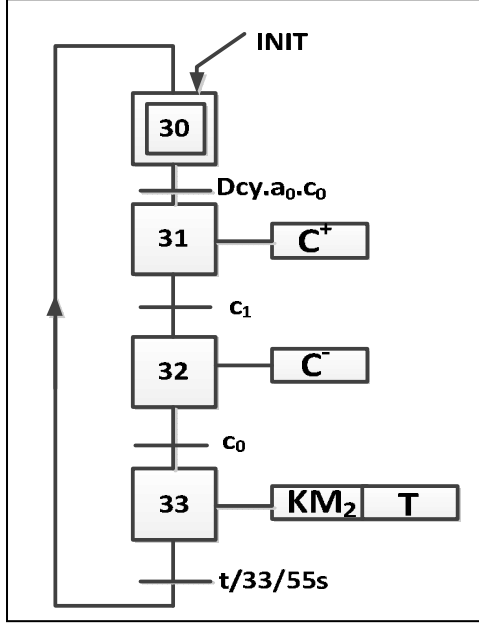 INIT
30
Dcy.a₀.c₀
31
C⁺
c₁
32
C⁻
c₀
33
KM₂ T
t/33/55s